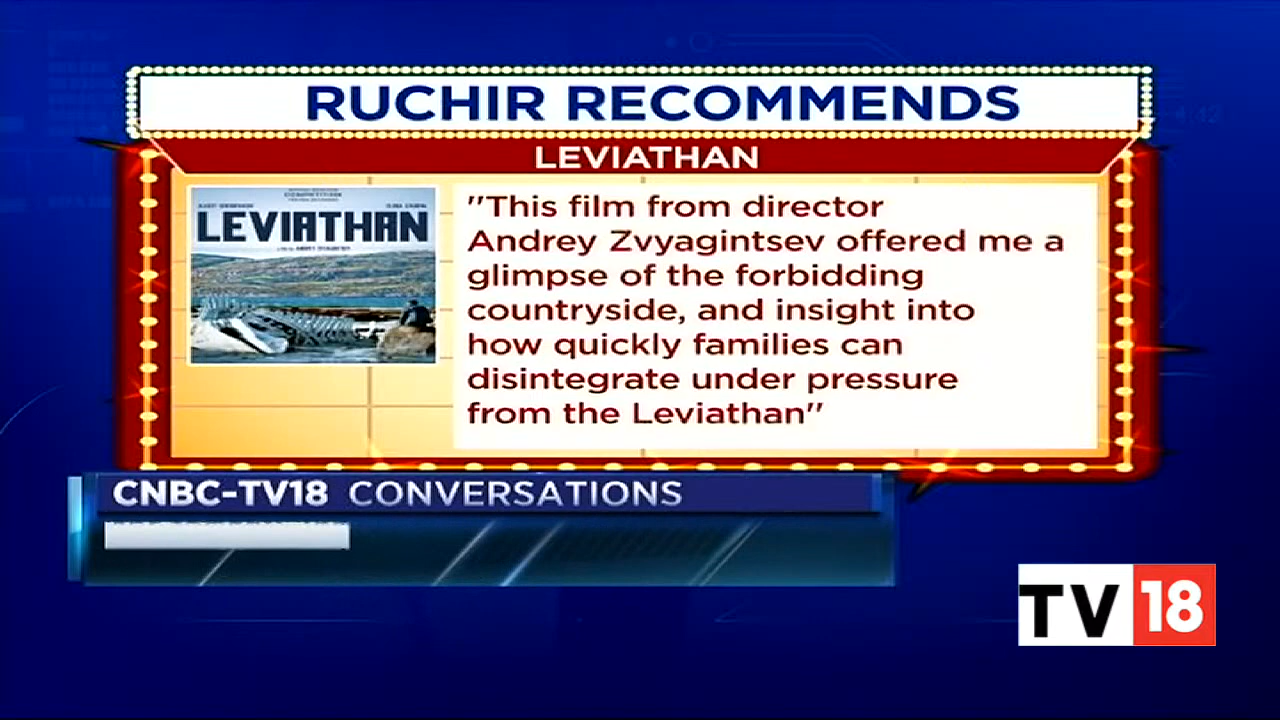 RUCHIR RECOMMENDS
LEVIATHAN
LEVIATHAN
"This film from director
Andrey Zvyagintsev offered me a
glimpse of the forbidding
countryside, and insight into
how quickly families can
disintegrate under pressure
from the Leviathan"
CNBC-TV18 CONVERSATIONS
TV18